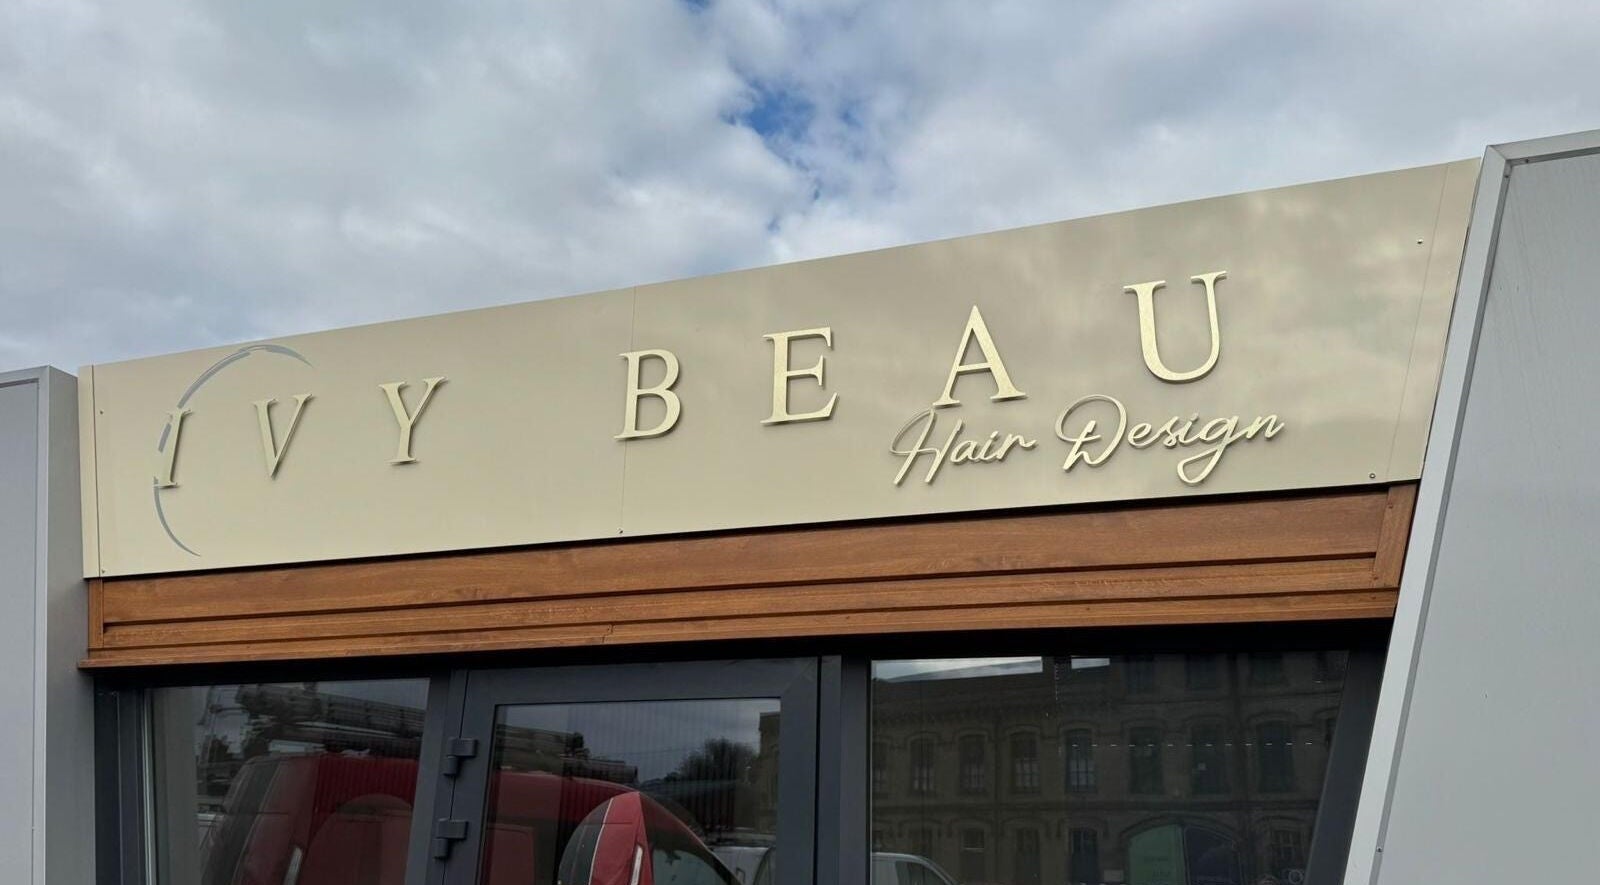 IVY BEAU
Hair Design